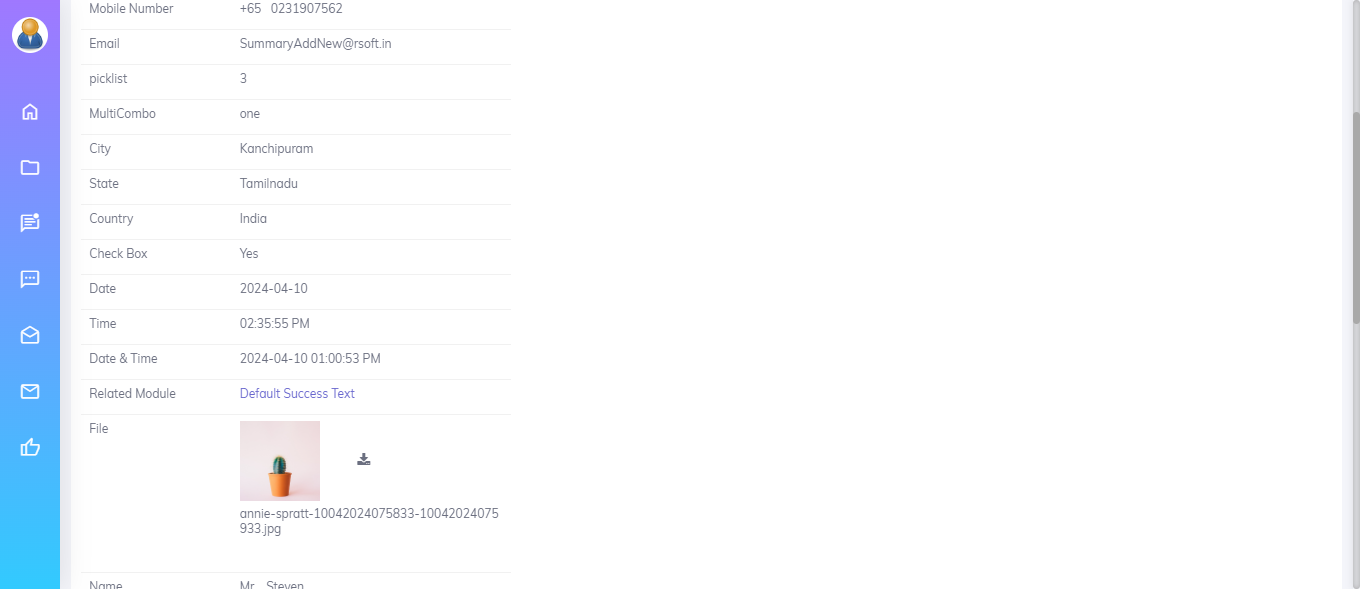 Mobile Number +65 0231907562
Email SummaryAddNew@rsoft.in
picklist 3
MultiCombo one
City Kanchipuram
State Tamilnadu
Country India
Check Box Yes
Date 2024-04-10
Time 02:35:55 PM
Date & Time 2024-04-10 01:00:53 PM
Related Module Default Success Text
File
annie-spratt-10042024075833-10042024075
933.jpg
Name Mr. Steven